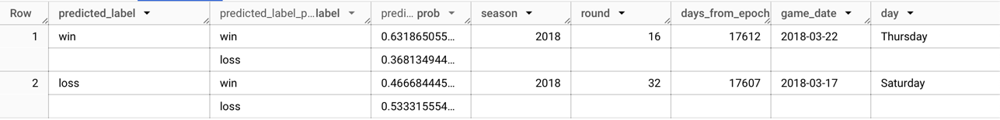 Row predicted_label predicted_label_p...label predi... prob season round days_from_epoch game_date day
1 win win 0.631865055... 2018 16 17612 2018-03-22 Thursday
loss 0.368134944...
2 loss win 0.466684445... 2018 32 17607 2018-03-17 Saturday
loss 0.533315554...